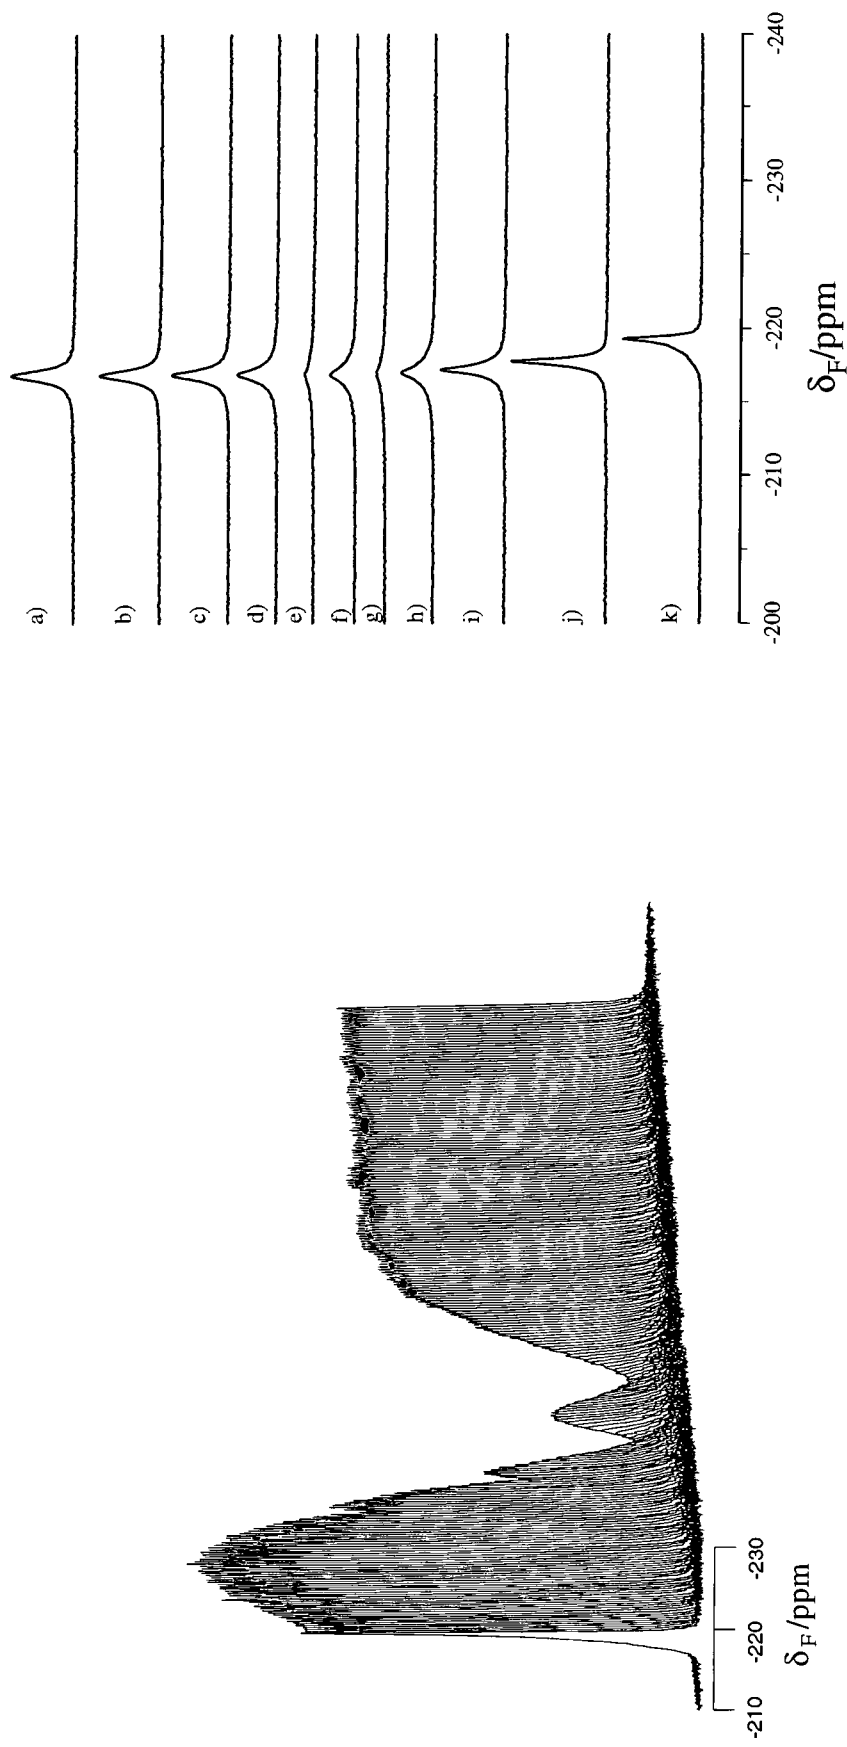 a)
b)
c)
d)
e)
f)
g)
h)
i)
j)
k)
-200
-210
-220
-230
-240
δF/ppm
-210
-220
-230
δF/ppm